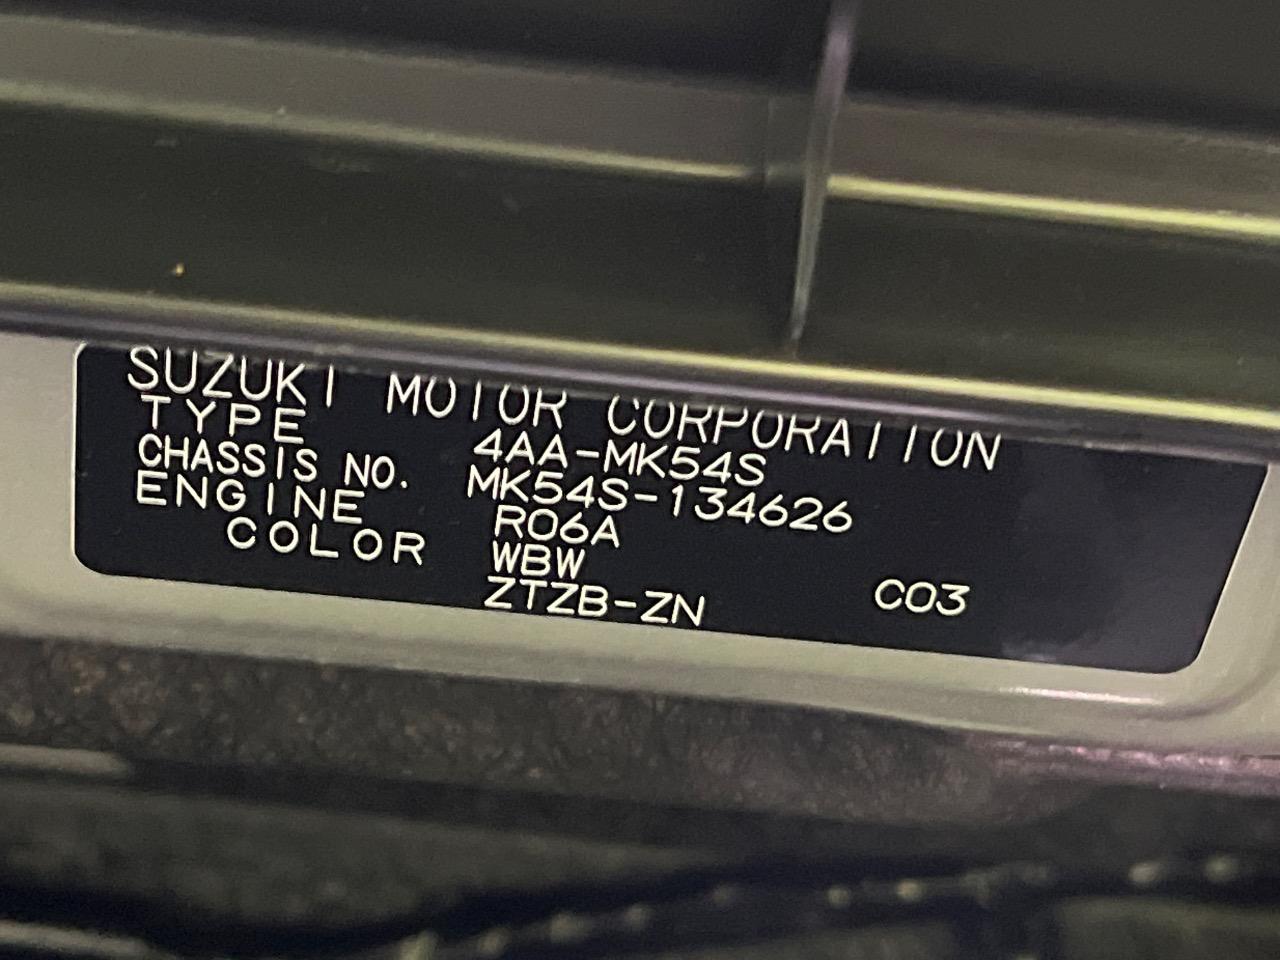 SUZUKI MOTOR CORPORATION
TYPE 4AA-MK54S
CHASSIS NO. MK54S-134626
ENGINE R06A
COLOR WBW
ZTZB-ZN C03